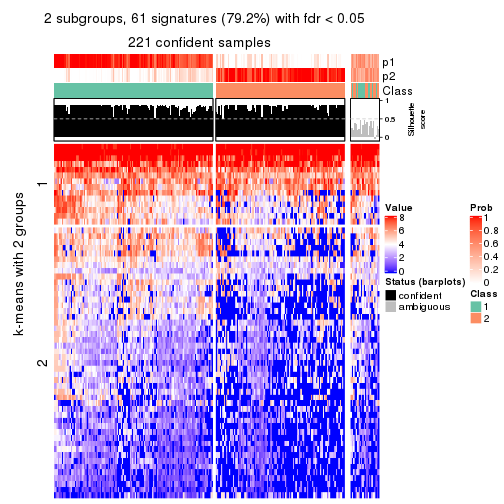 2 subgroups, 61 signatures (79.2%) with fdr < 0.05
221 confident samples
p1
p2
Class
1
0.5
0
Silhouette
score
k-means with 2 groups
1
2
Value
8
6
4
2
0
Status (barplots)
confident
ambiguous
Prob
1
0.8
0.6
0.4
0.2
0
Class
1
2